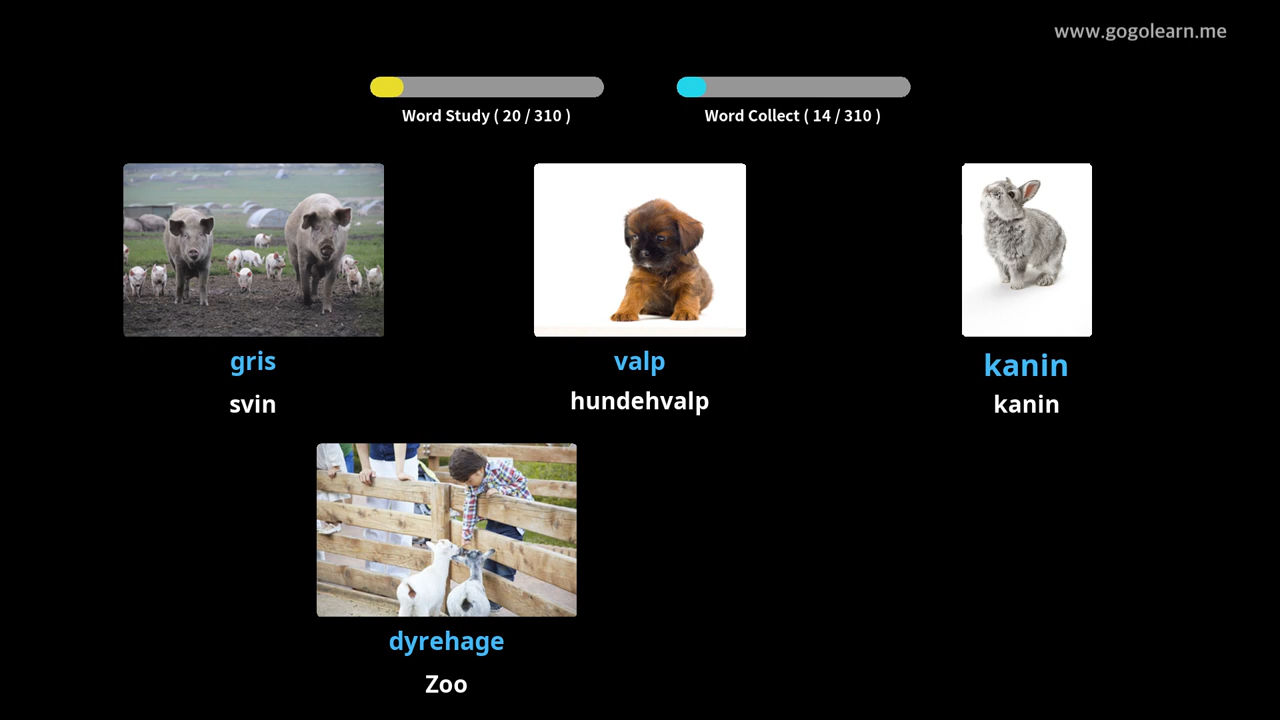 www.gogolearn.me
Word Study ( 20 / 310 )
Word Collect ( 14 / 310 )
gris
svin
valp
hundehvalp
kanin
kanin
dyrehage
Zoo